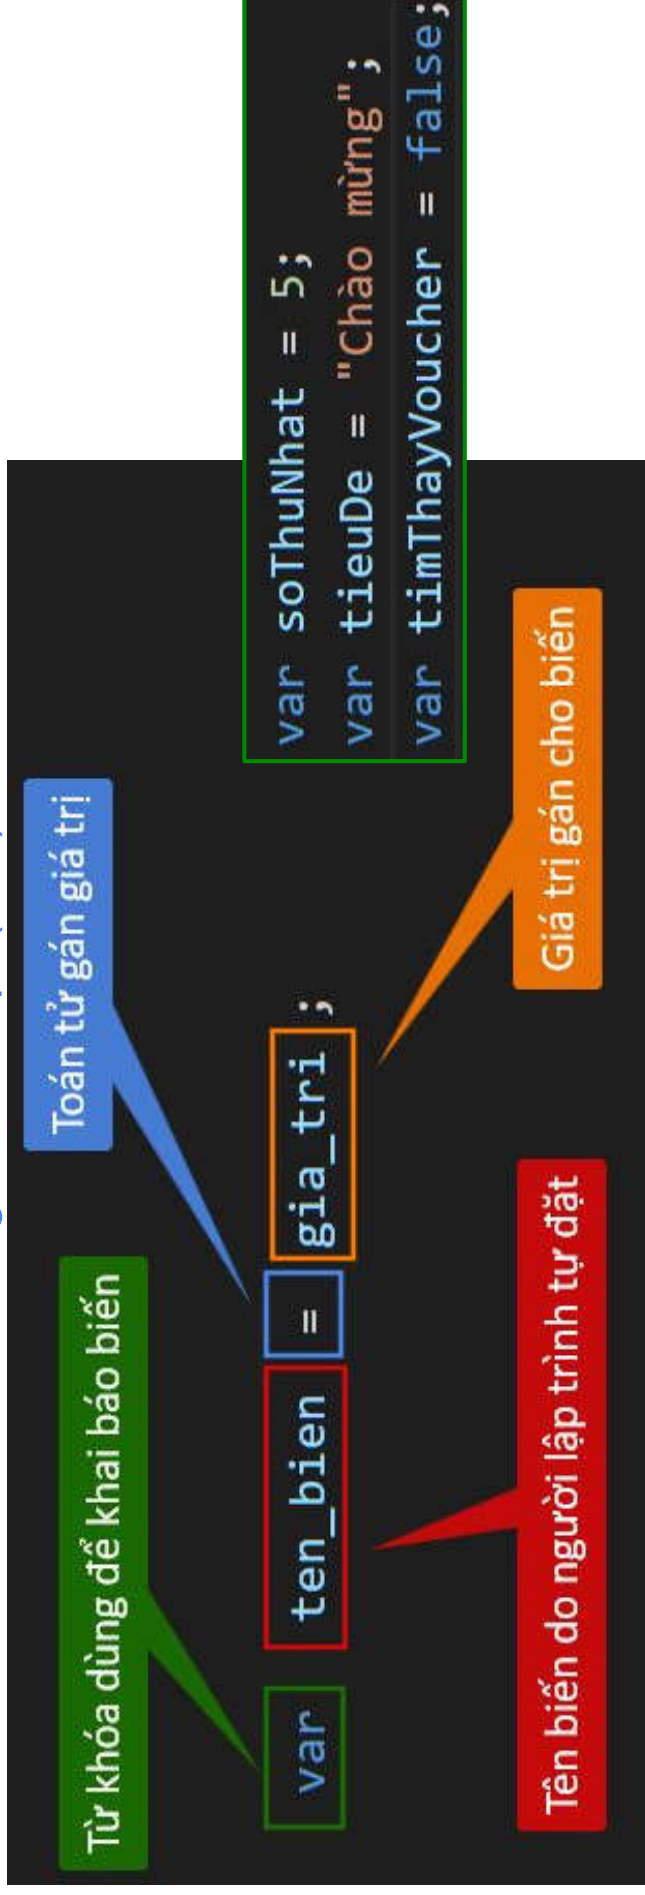 Từ khóa dùng để khai báo biến
Toán tử gán giá trị
var ten_bien = gia_tri ;
Tên biến do người lập trình tự đặt
Giá trị gán cho biến
var soThuNhat = 5;
var tieuDe = "Chào mừng";
var timThayVoucher = false;